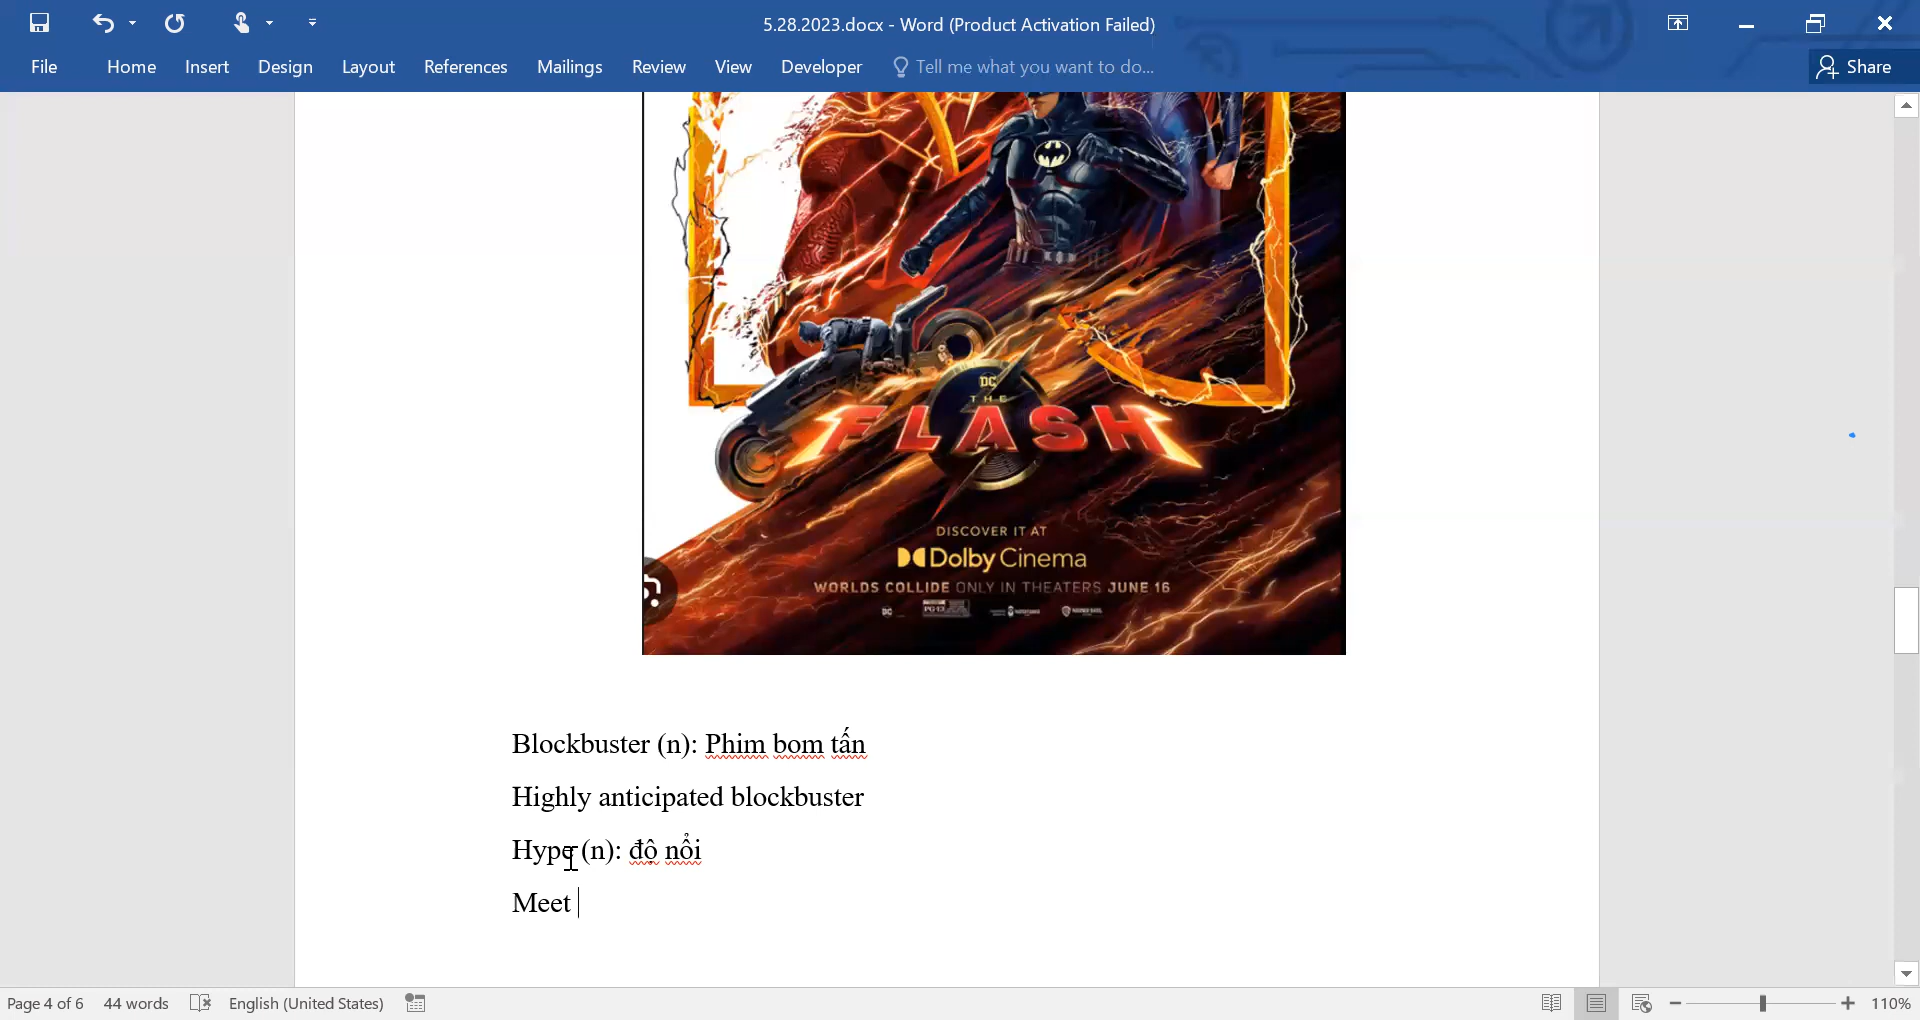 5.28.2023.docx - Word (Product Activation Failed)
File Home Insert Design Layout References Mailings Review View Developer Tell me what you want to do... Share
DC
THE
FLASH
DISCOVER IT AT
Dolby Cinema
WORLDS COLLIDE ONLY IN THEATERS JUNE 16
DC PG-13
Blockbuster (n): Phim bom tấn
Highly anticipated blockbuster
Hype (n): độ nổi
Meet
Page 4 of 6 44 words English (United States) 110%